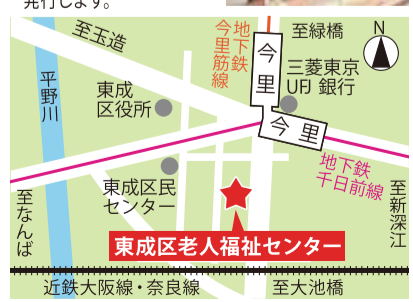 発行します。
至玉造
地下鉄
今里筋線
今里
至緑橋
N
三菱東京
UFJ 銀行
平野川
東成
区役所
今里
地下鉄
千日前線
東成区民
センター
至なんば
至新深江
東成区老人福祉センター
近鉄大阪線・奈良線
至大池橋